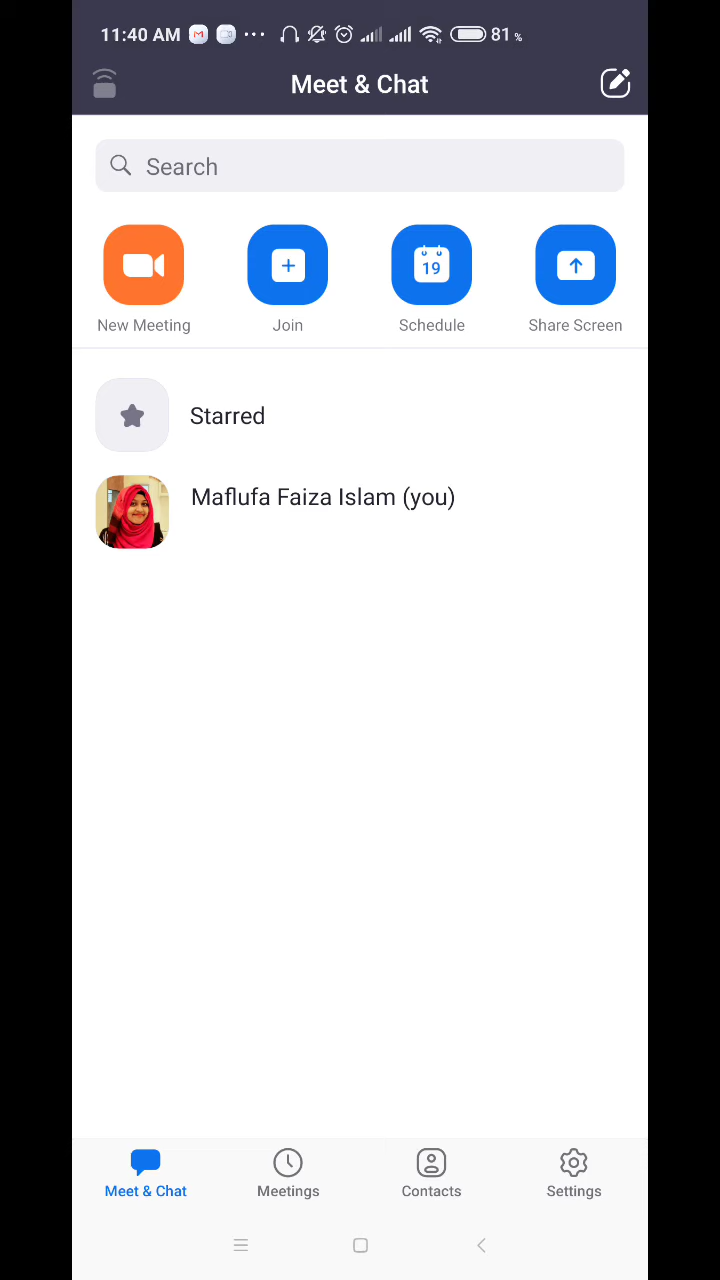 11:40 AM 81 %
Meet & Chat
Search
19
New Meeting Join Schedule Share Screen
Starred
Maflufa Faiza Islam (you)
Meet & Chat Meetings Contacts Settings